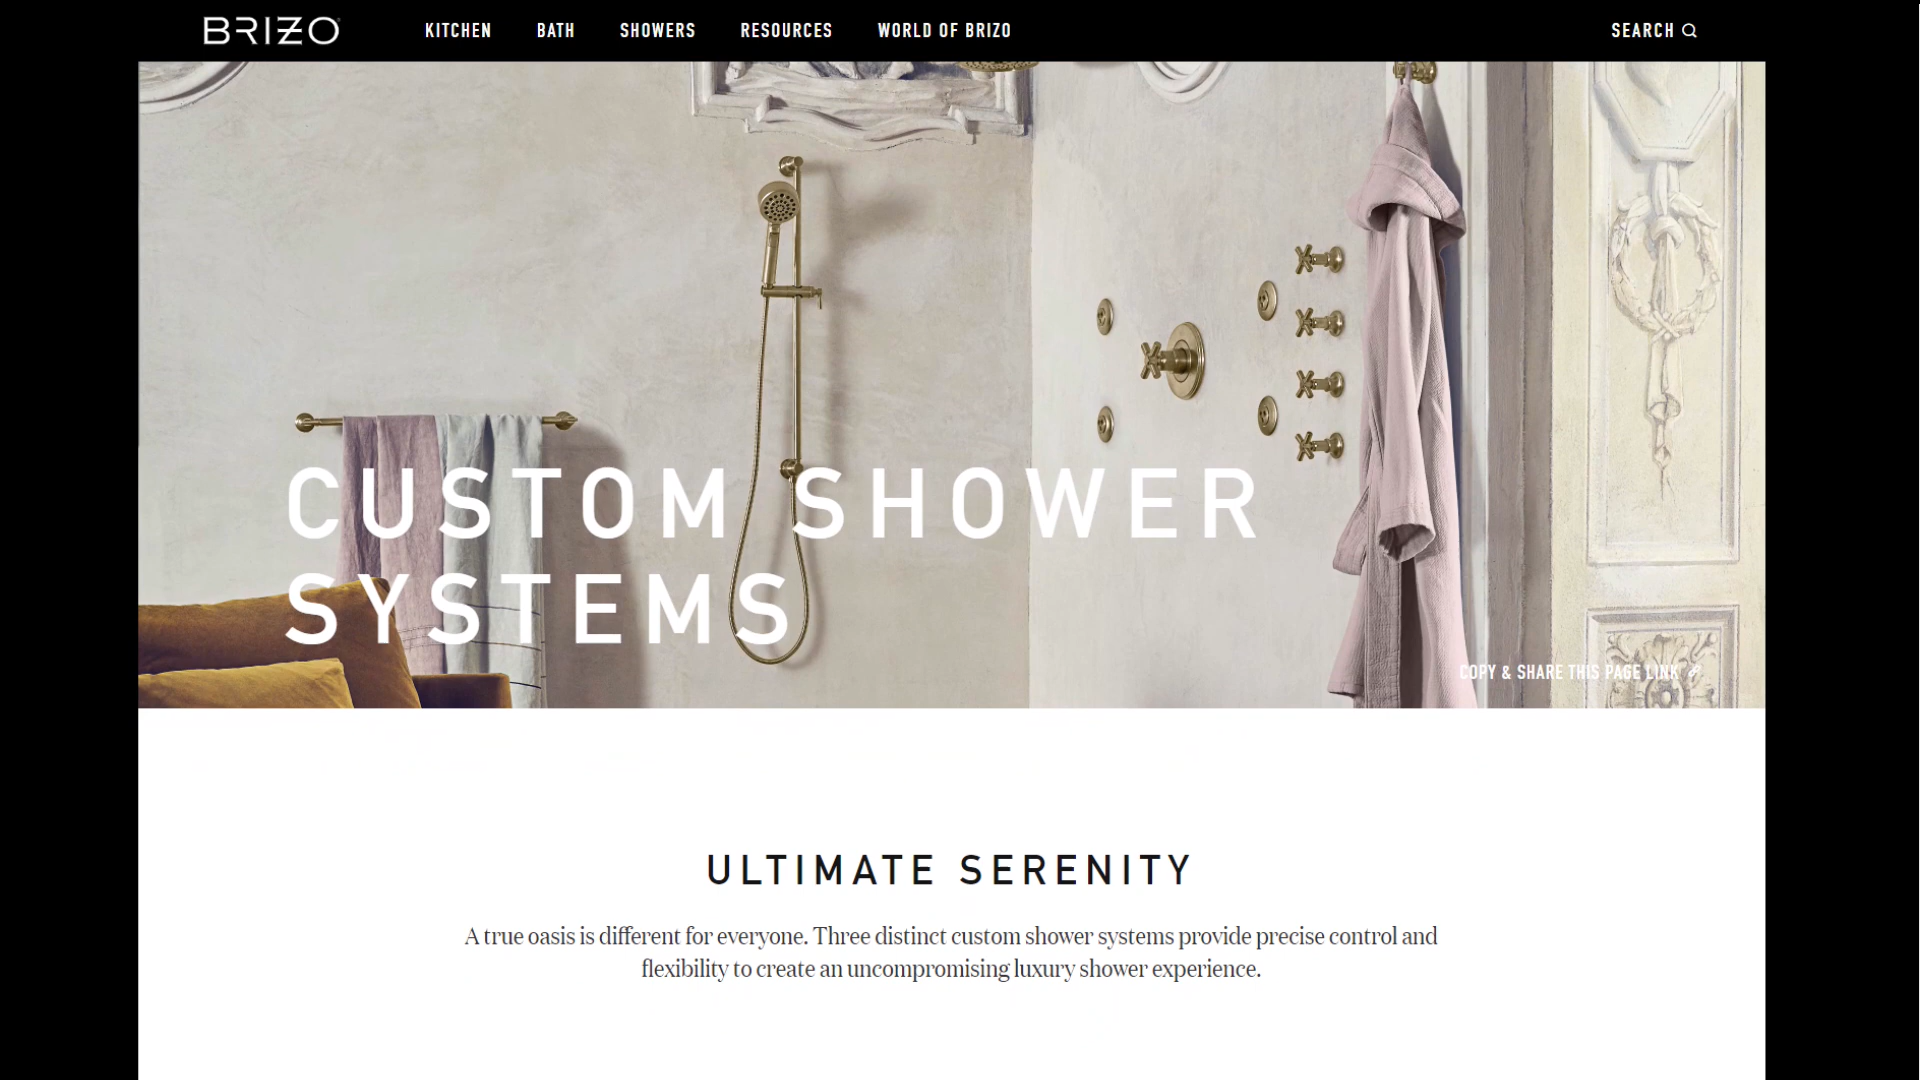 BRIZO
KITCHEN
BATH
SHOWERS
RESOURCES
WORLD OF BRIZO
SEARCH
CUSTOM SHOWER
SYSTEMS
COPY & SHARE THIS PAGE LINK
ULTIMATE SERENITY
A true oasis is different for everyone. Three distinct custom shower systems provide precise control and
flexibility to create an uncompromising luxury shower experience.